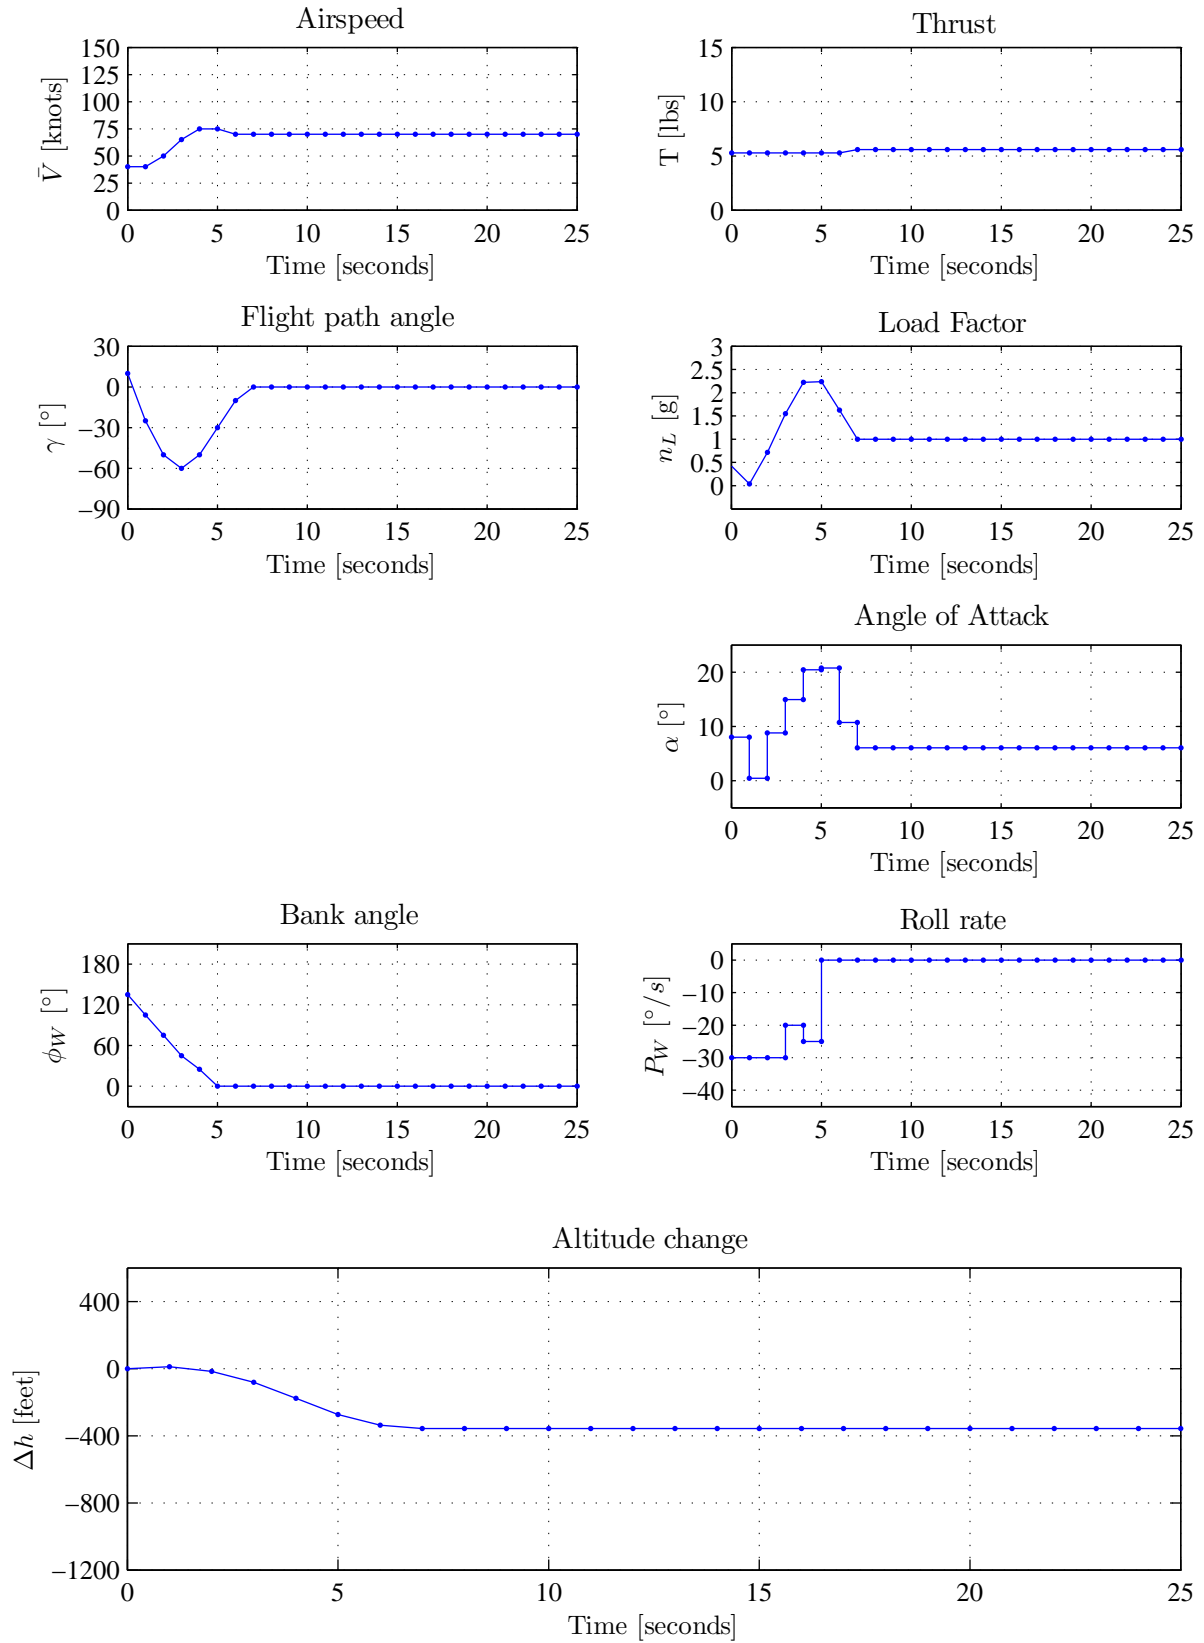 Airspeed
V̄ [knots]
150
125
100
75
50
25
0
0 5 10 15 20 25
Time [seconds]
Thrust
T [lbs]
15
10
5
0
0 5 10 15 20 25
Time [seconds]
Flight path angle
γ [°]
30
0
−30
−60
−90
0 5 10 15 20 25
Time [seconds]
Load Factor
n_L [g]
3
2.5
2
1.5
1
0.5
0
0 5 10 15 20 25
Time [seconds]
Angle of Attack
α [°]
20
10
0
0 5 10 15 20 25
Time [seconds]
Bank angle
ϕ_W [°]
180
120
60
0
0 5 10 15 20 25
Time [seconds]
Roll rate
P_W [°/s]
0
−10
−20
−30
−40
0 5 10 15 20 25
Time [seconds]
Altitude change
Δh [feet]
400
0
−400
−800
−1200
0 5 10 15 20 25
Time [seconds]